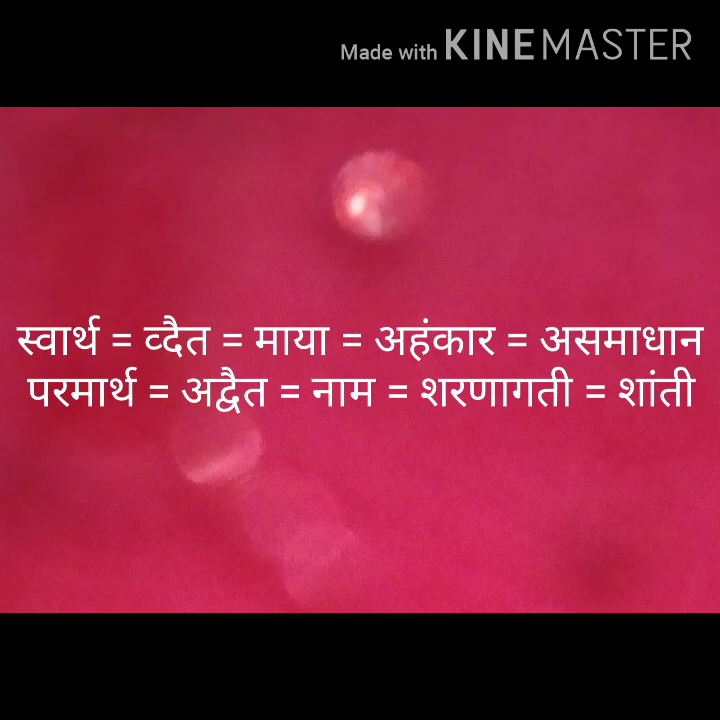 Made with KINEMASTER
स्वार्थ = व्दैत = माया = अहंकार = असमाधान
परमार्थ = अद्वैत = नाम = शरणागती = शांती